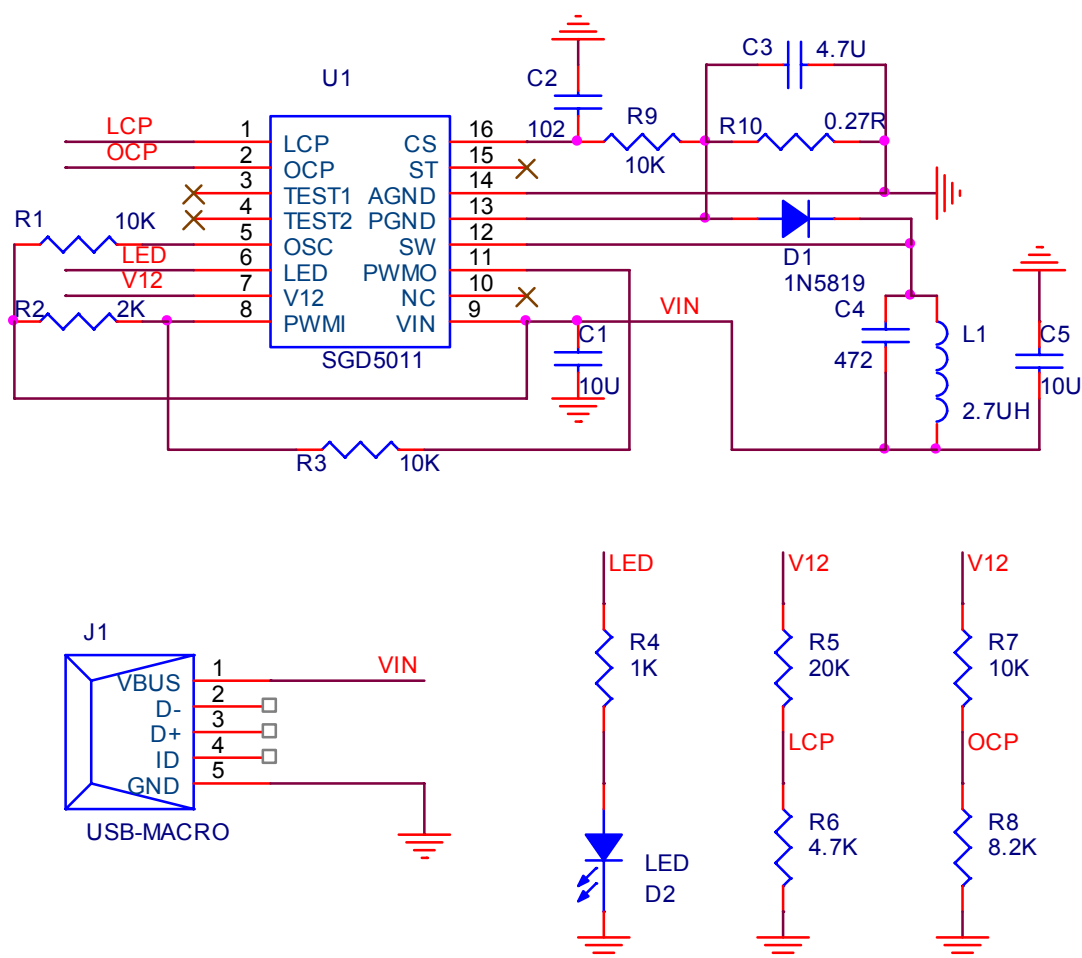 C3 4.7U
U1
C2
LCP 1 LCP CS 16 102 R9 R10 0.27R
10K
OCP 2 OCP ST 15
3 TEST1 AGND 14
4 TEST2 PGND 13
R1 10K 5 OSC SW 12
D1
1N5819
LED 6 LED PWMO 11
V12 7 V12 NC 10
R2 2K 8 PWMI VIN 9 VIN
SGD5011
C1
10U
C4
472
L1
2.7UH
C5
10U
R3 10K
LED V12 V12
J1
R4 R5 R7
1K 20K 10K
VBUS 1 VIN
D- 2
D+ 3
ID 4
GND 5
USB-MACRO
LCP OCP
R6 R8
4.7K 8.2K
LED
D2